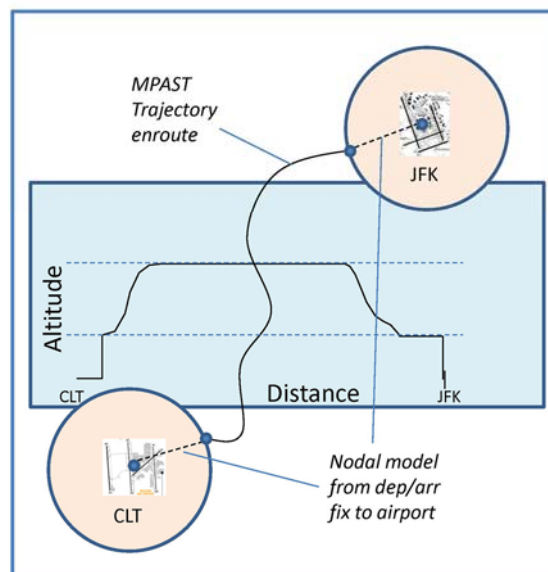 MPAST
Trajectory
enroute
JFK
Altitude
CLT
Distance
JFK
CLT
Nodal model
from dep/arr
fix to airport